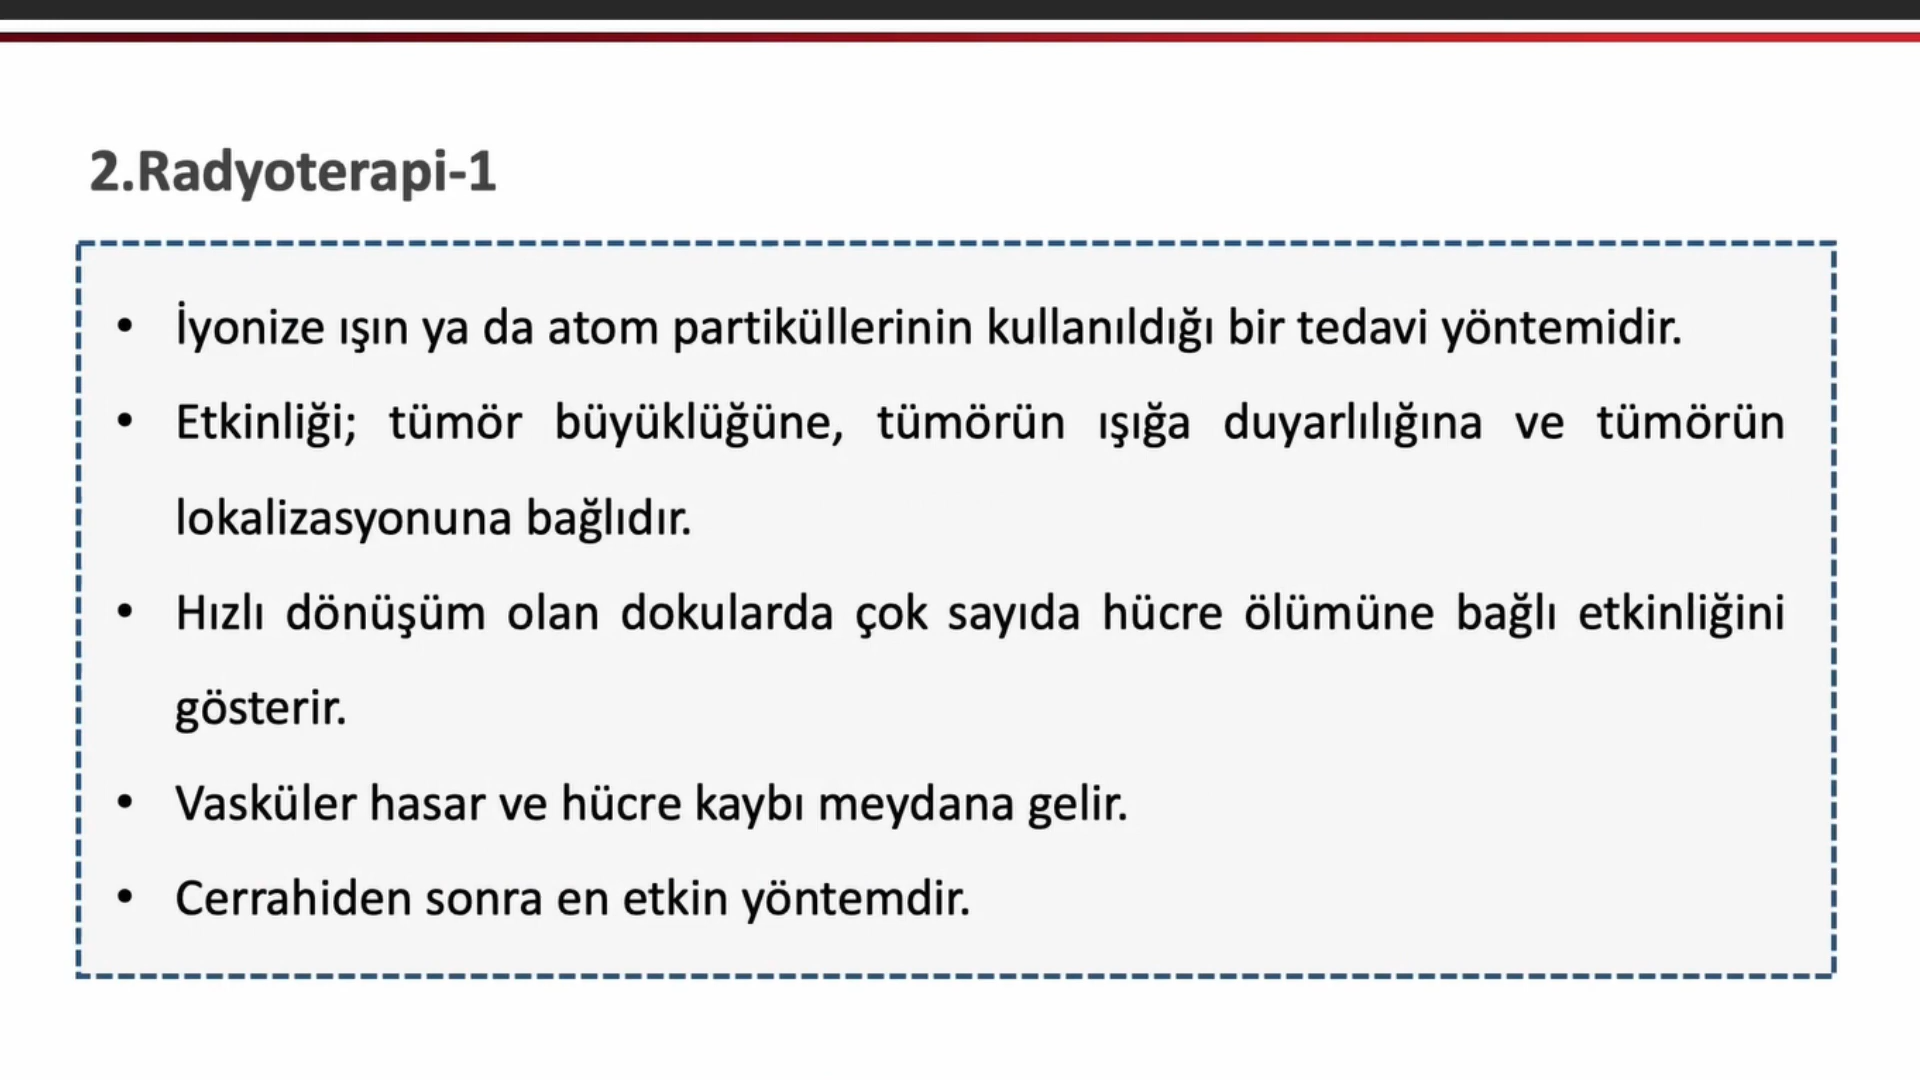 2.Radyoterapi-1
• İyonize ışın ya da atom partiküllerinin kullanıldığı bir tedavi yöntemidir.
• Etkinliği; tümör büyüklüğüne, tümörün ışığa duyarlılığına ve tümörün
lokalizasyonuna bağlıdır.
• Hızlı dönüşüm olan dokularda çok sayıda hücre ölümüne bağlı etkinliğini
gösterir.
• Vasküler hasar ve hücre kaybı meydana gelir.
• Cerrahiden sonra en etkin yöntemdir.